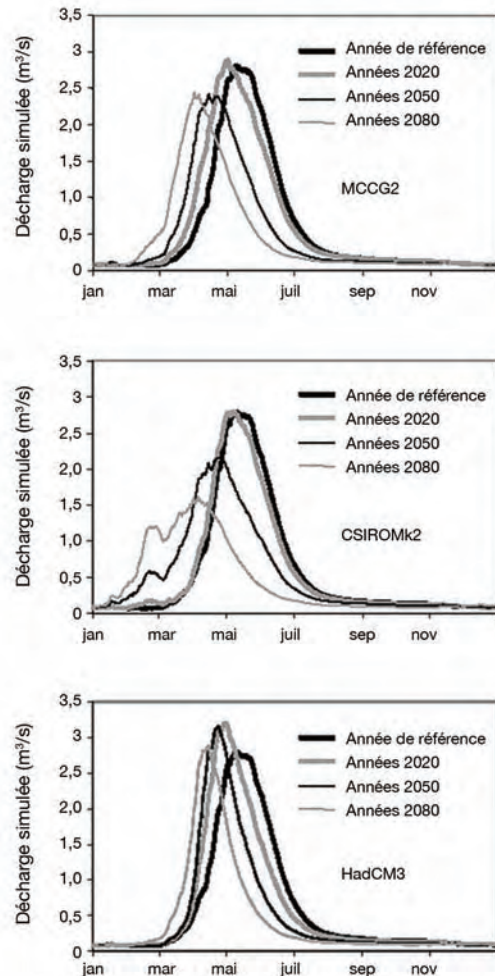 Décharge simulée (m³/s)
3,5
3
2,5
2,0
1,5
1,0
0,5
0
Année de référence
Années 2020
Années 2050
Années 2080
MCCG2
jan mar mai juil sep nov
Décharge simulée (m³/s)
3,5
3,0
2,5
2,0
1,5
1,0
0,5
0
Année de référence
Années 2020
Années 2050
Années 2080
CSIROMk2
jan mar mai juil sep nov
Décharge simulée (m³/s)
3,5
3,0
2,5
2,0
1,5
1,0
0,5
0
Année de référence
Années 2020
Années 2050
Années 2080
HadCM3
jan mar mai juil sep nov